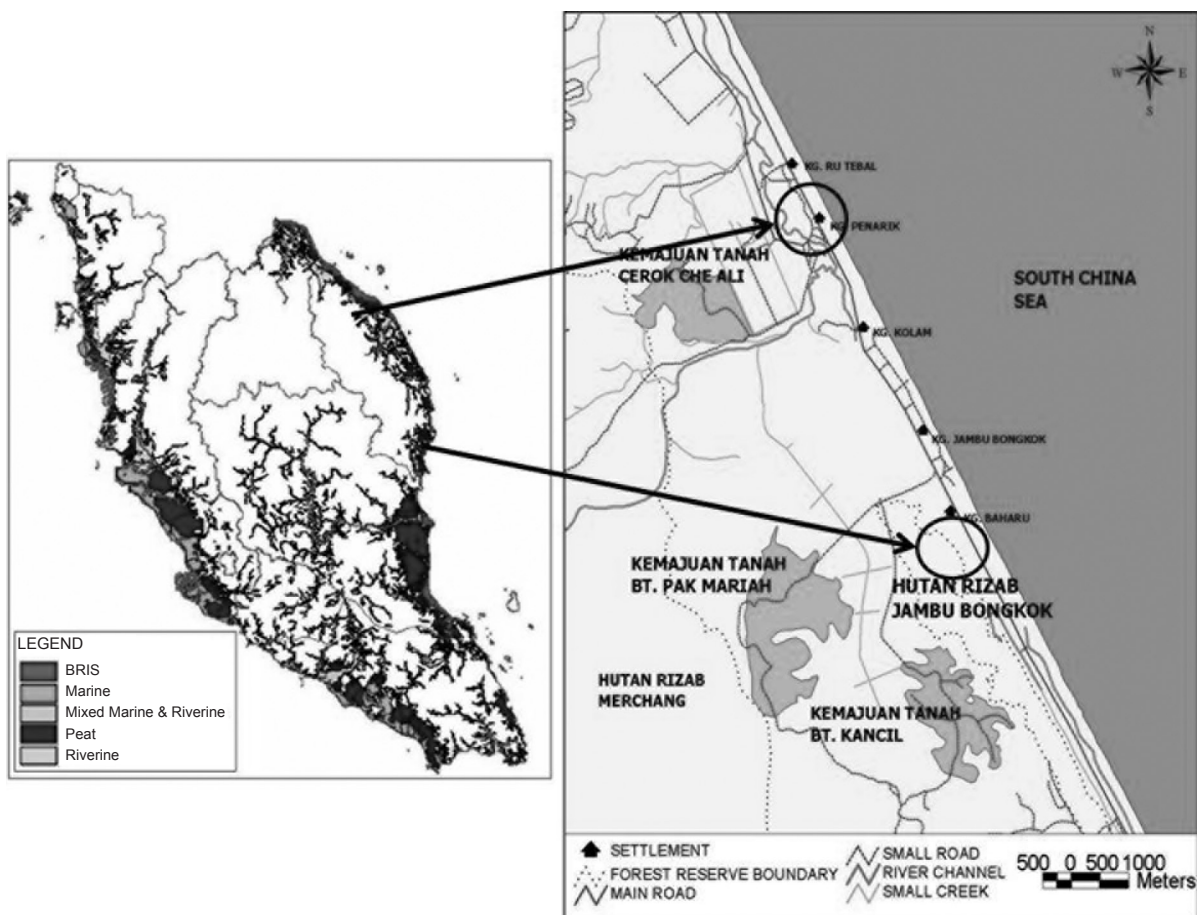 LEGEND
BRIS
Marine
Mixed Marine & Riverine
Peat
Riverine
N
W E
S
KG. RU TEBAL
KG. PENARIK
KEMAJUAN TANAH
CEROK CHE ALI
SOUTH CHINA
SEA
KG. KOLAM
KG. JAMBU BONGKOK
KG. BAHARU
KEMAJUAN TANAH
BT. PAK MARIAH
HUTAN RIZAB
JAMBU BONGKOK
HUTAN RIZAB
MERCHANG
KEMAJUAN TANAH
BT. KANCIL
SETTLEMENT
FOREST RESERVE BOUNDARY
MAIN ROAD
SMALL ROAD
RIVER CHANNEL
SMALL CREEK
500 0 500 1000
Meters